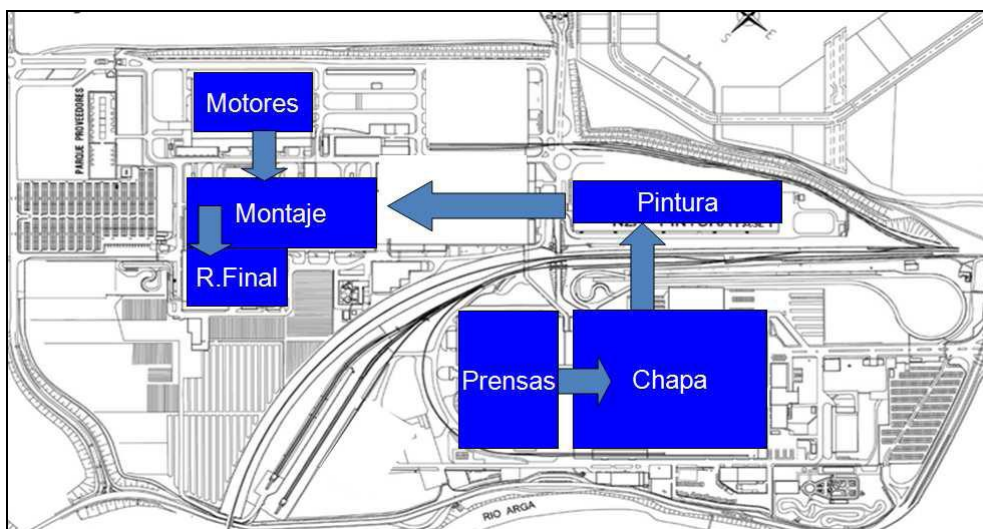 S
E
Motores
PARQUE PROVEEDORES
Montaje
Pintura
R.Final
Prensas
Chapa
RIO ARGA